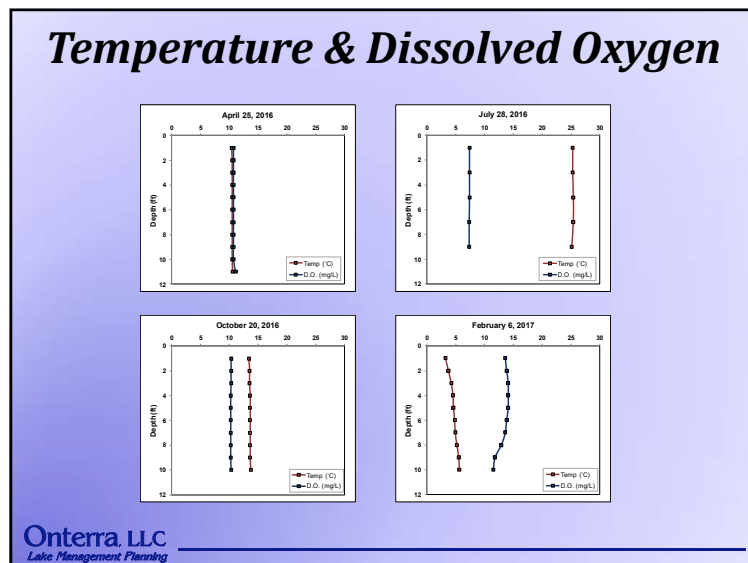 Temperature & Dissolved Oxygen
April 25, 2016
0 5 10 15 20 25 30
0
2
4
6
8
10
12
Depth (ft)
Temp (˚C)
D.O. (mg/L)
July 28, 2016
0 5 10 15 20 25 30
0
2
4
6
8
10
12
Depth (ft)
Temp (˚C)
D.O. (mg/L)
October 20, 2016
0 5 10 15 20 25 30
0
2
4
6
8
10
12
Depth (ft)
Temp (˚C)
D.O. (mg/L)
February 6, 2017
0 5 10 15 20 25 30
0
2
4
6
8
10
12
Depth (ft)
Temp (˚C)
D.O. (mg/L)
Onterra, LLC
Lake Management Planning